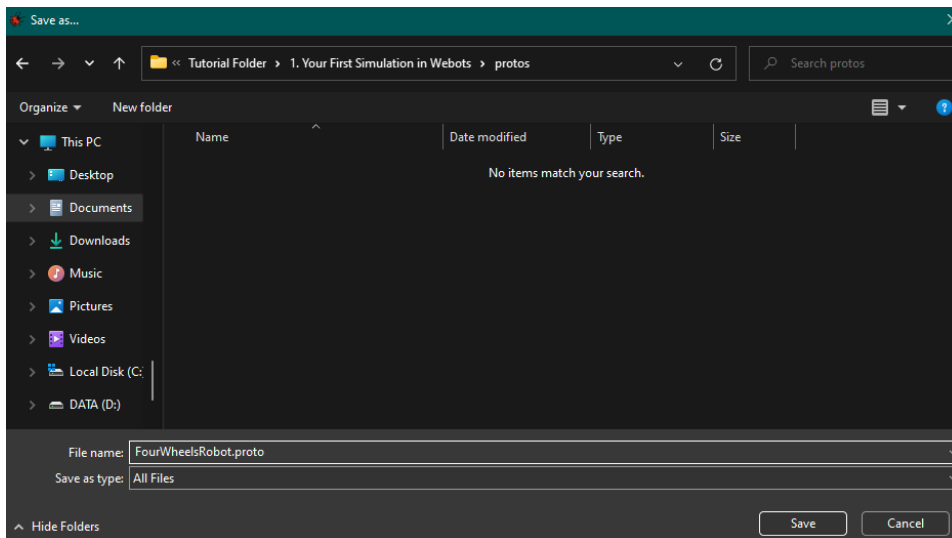 Save as...
« Tutorial Folder › 1. Your First Simulation in Webots › protos
Search protos
Organize
New folder
?
Name
Date modified
Type
Size
No items match your search.
This PC
Desktop
Documents
Downloads
Music
Pictures
Videos
Local Disk (C:
DATA (D:)
File name: FourWheelsRobot.proto
Save as type: All Files
Hide Folders
Save
Cancel